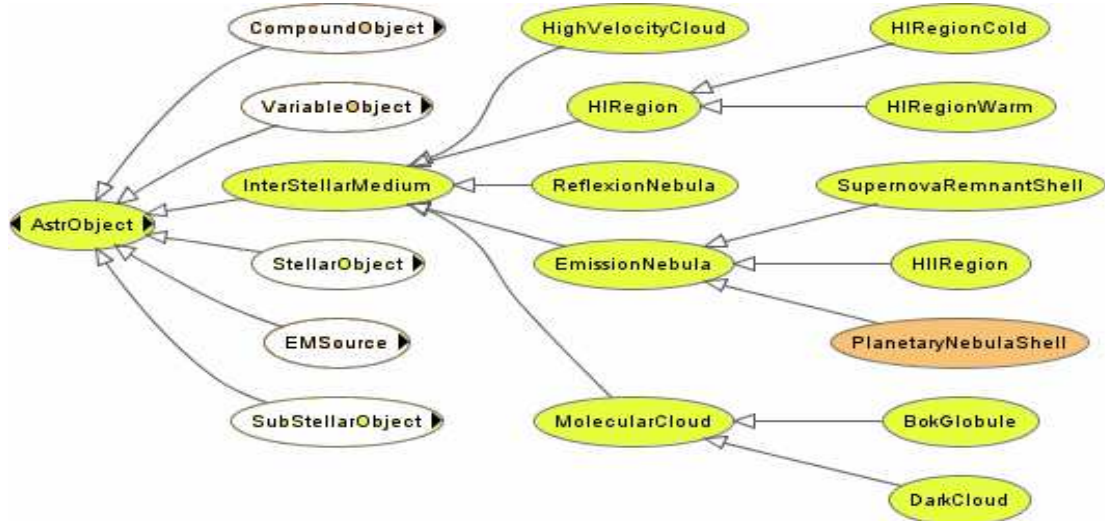 CompoundObject
HighVelocityCloud
HIRegionCold
VariableObject
HIRegion
HIRegionWarm
InterStellarMedium
ReflexionNebula
SupernovaRemnantShell
AstrObject
StellarObject
EmissionNebula
HIIRegion
EMSource
PlanetaryNebulaShell
SubStellarObject
MolecularCloud
BokGlobule
DarkCloud